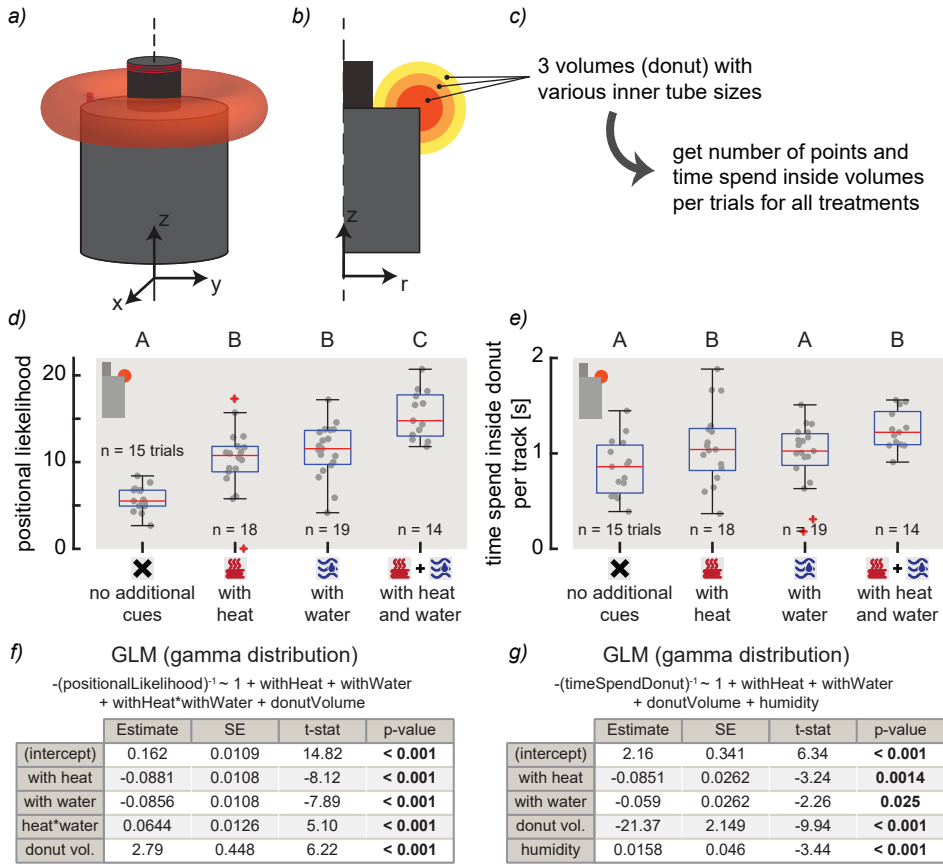 a)
z
y
x
b)
z
r
c)
3 volumes (donut) with
various inner tube sizes
get number of points and
time spend inside volumes
per trials for all treatments
d)
A B B C
positional liekelihood
20
10
0
n = 15 trials
n = 18
n = 19
n = 14
no additional
cues
with
heat
with
water
+
with heat
and water
e)
A B A B
time spend inside donut
per track [s]
2
1
0
n = 15 trials
n = 18
n = 19
n = 14
no additional
cues
with
heat
with
water
+
with heat
and water
f)
GLM (gamma distribution)
-(positionalLikelihood)⁻¹ ~ 1 + withHeat + withWater
+ withHeat*withWater + donutVolume
Estimate SE t-stat p-value
(intercept) 0.162 0.0109 14.82 < 0.001
with heat -0.0881 0.0108 -8.12 < 0.001
with water -0.0856 0.0108 -7.89 < 0.001
heat*water 0.0644 0.0126 5.10 < 0.001
donut vol. 2.79 0.448 6.22 < 0.001
g)
GLM (gamma distribution)
-(timeSpendDonut)⁻¹ ~ 1 + withHeat + withWater
+ donutVolume + humidity
Estimate SE t-stat p-value
(intercept) 2.16 0.341 6.34 < 0.001
with heat -0.0851 0.0262 -3.24 0.0014
with water -0.059 0.0262 -2.26 0.025
donut vol. -21.37 2.149 -9.94 < 0.001
humidity 0.0158 0.046 -3.44 < 0.001